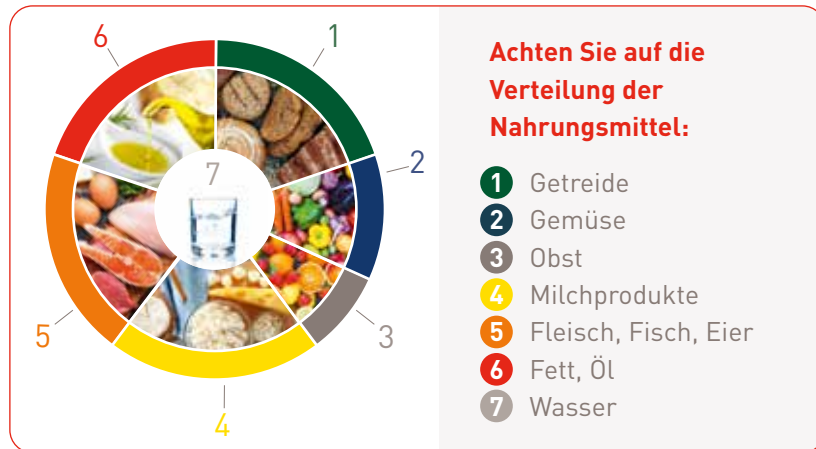 6
1
7
2
5
3
4
Achten Sie auf die
Verteilung der
Nahrungsmittel:
1 Getreide
2 Gemüse
3 Obst
4 Milchprodukte
5 Fleisch, Fisch, Eier
6 Fett, Öl
7 Wasser